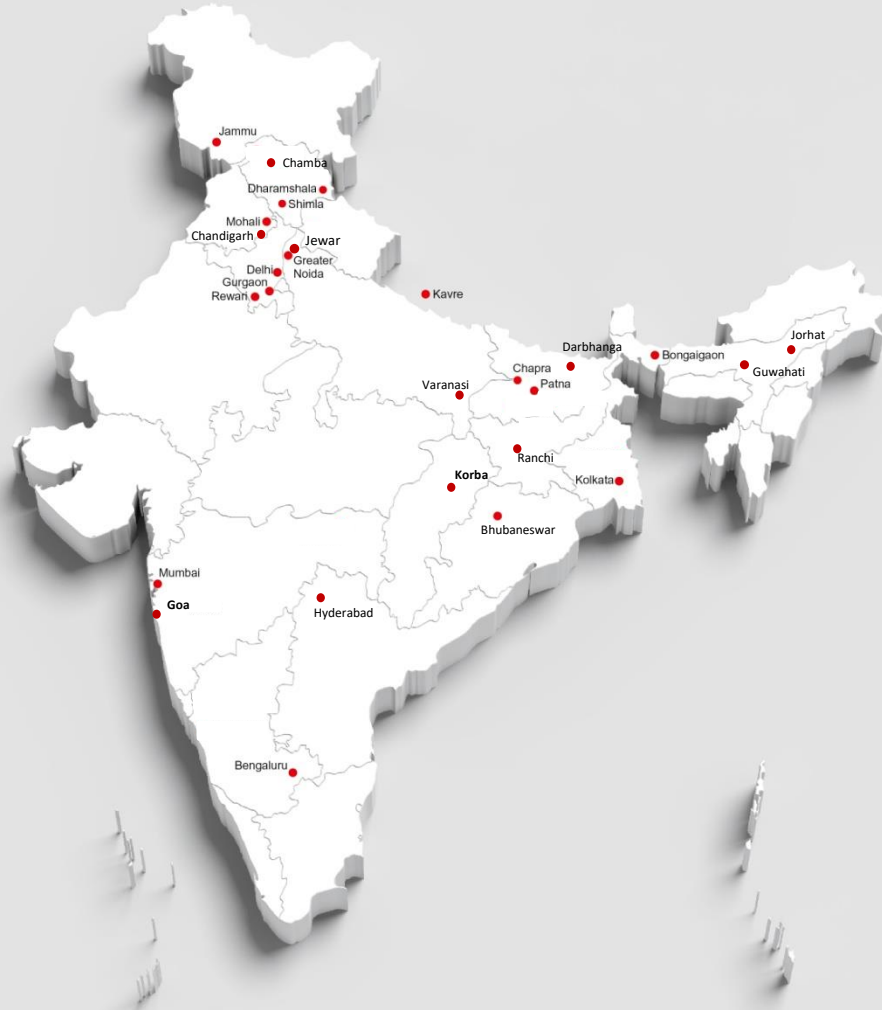 Jammu
Chamba
Dharamshala
Shimla
Mohali
Chandigarh
Jewar
Greater
Noida
Delhi
Gurgaon
Rewari
Kavre
Jorhat
Darbhanga
Bongaigaon
Guwahati
Chapra
Patna
Varanasi
Ranchi
Korba
Kolkata
Bhubaneswar
Mumbai
Goa
Hyderabad
Bengaluru